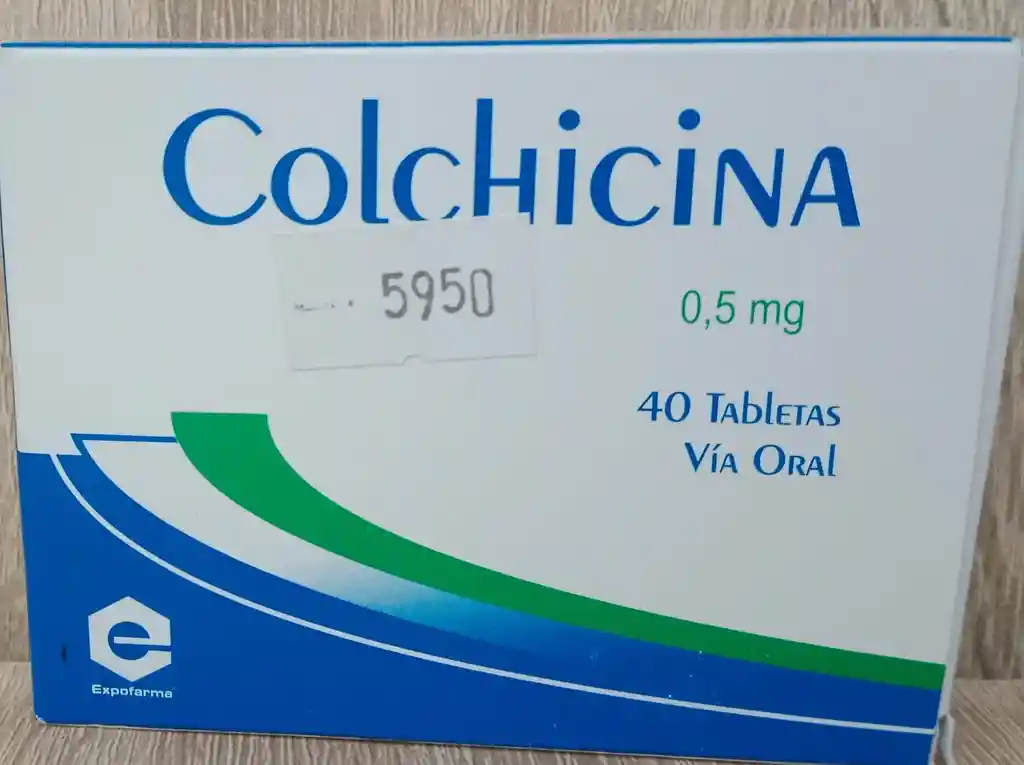 Colchicina
5950
0,5 mg
40 Tabletas
Vía Oral
e
Expofarma